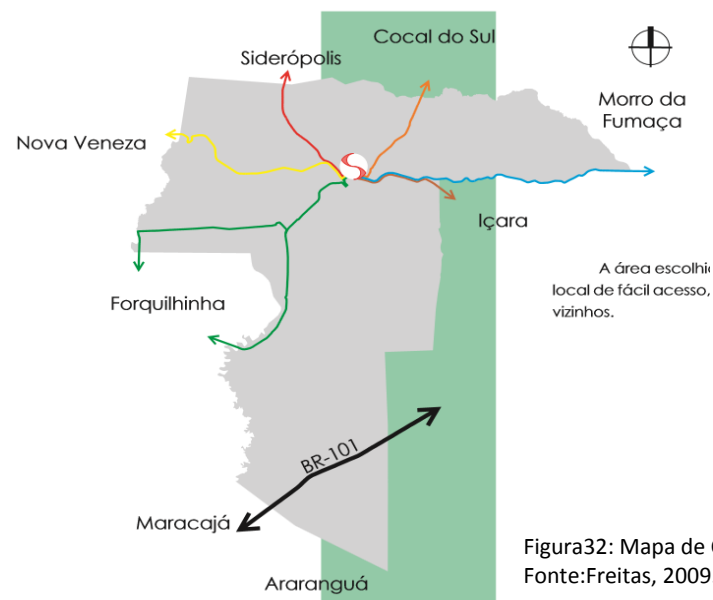 Cocal do Sul
Siderópolis
Morro da
Fumaça
Nova Veneza
Içara
A área escolhi
local de fácil acesso,
vizinhos.
Forquilhinha
BR-101
Maracajá
Figura32: Mapa de
Fonte:Freitas, 2009
Araranguá